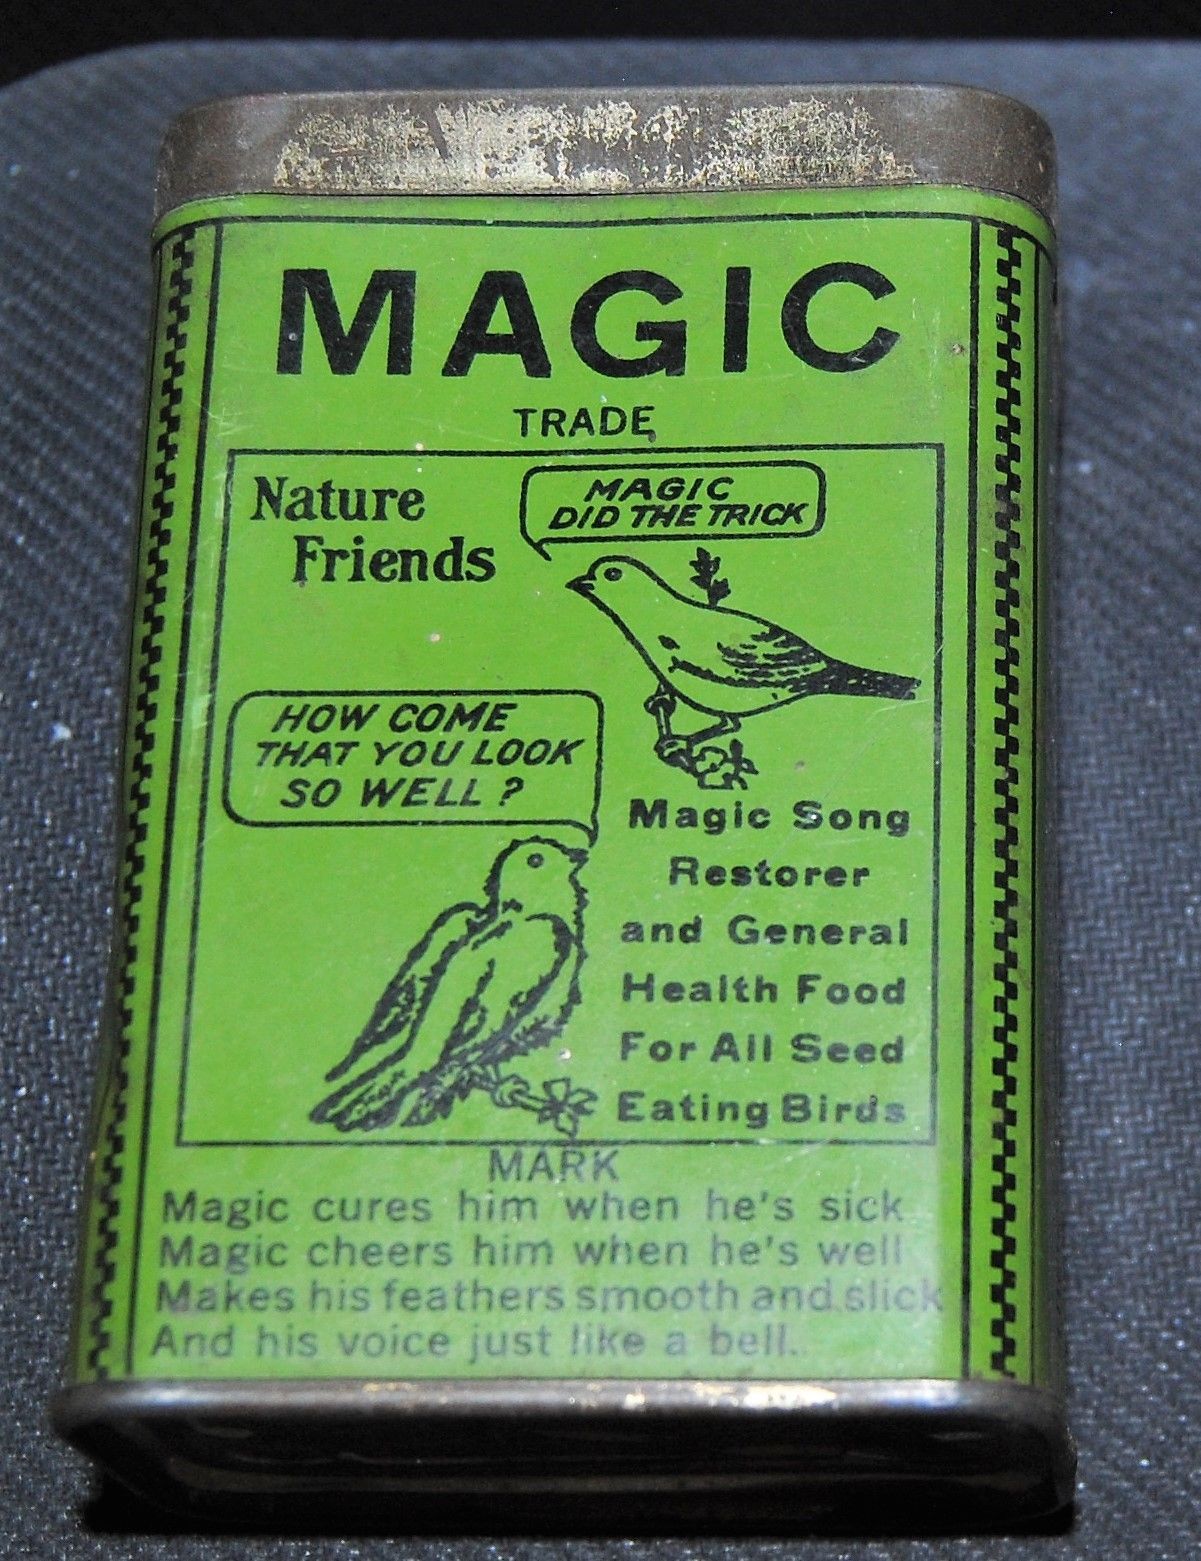 MAGIC
TRADE
Nature
Friends
MAGIC
DID THE TRICK
HOW COME
THAT YOU LOOK
SO WELL?
Magic Song
Restorer
and General
Health Food
For All Seed
Eating Birds
MARK
Magic cures him when he's sick
Magic cheers him when he's well
Makes his feathers smooth and slick
And his voice just like a bell.